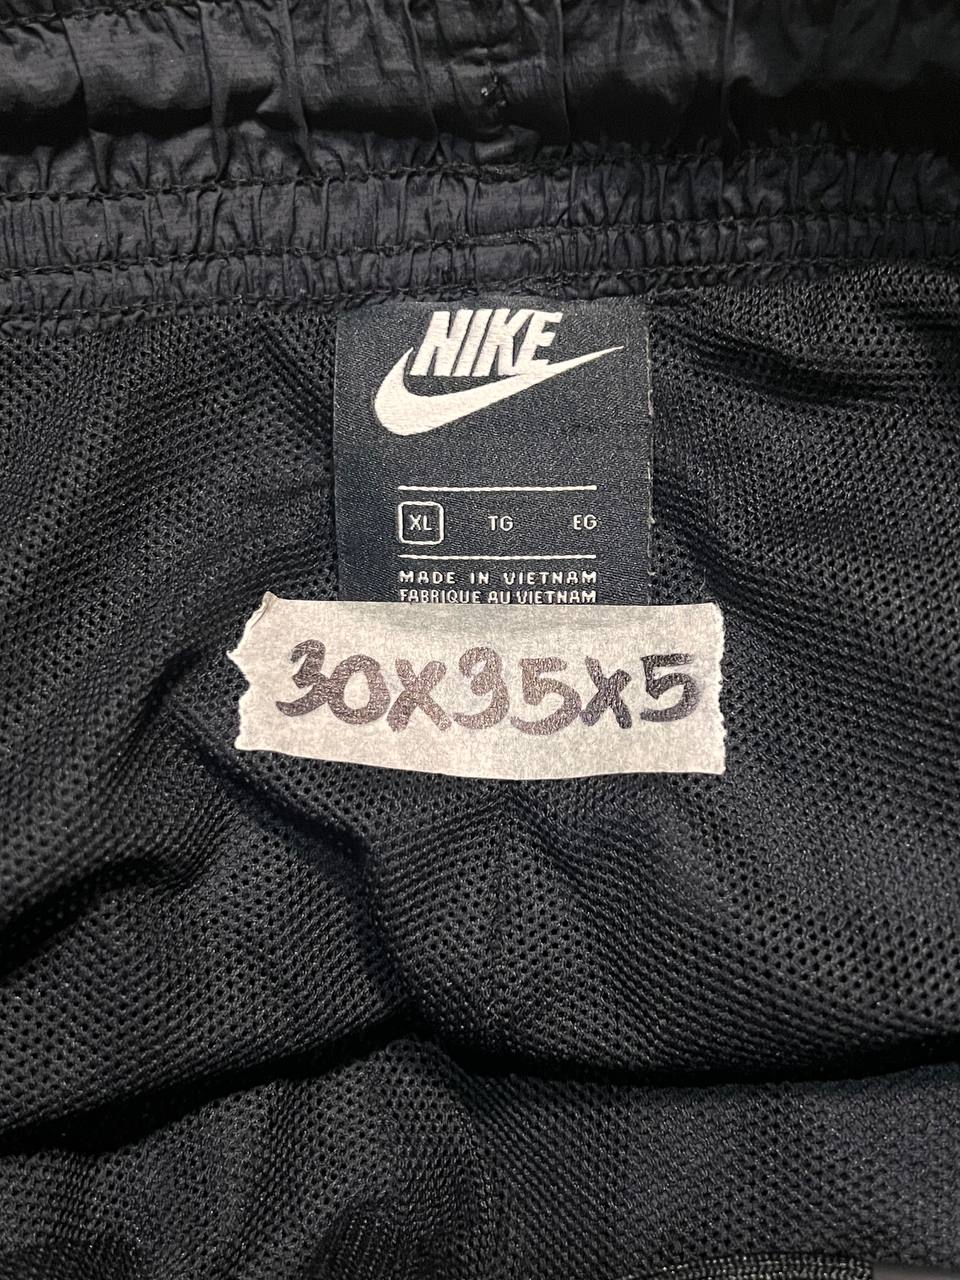 NIKE
XL TG EG
MADE IN VIETNAM
FABRIQUE AU VIETNAM
30X35X5